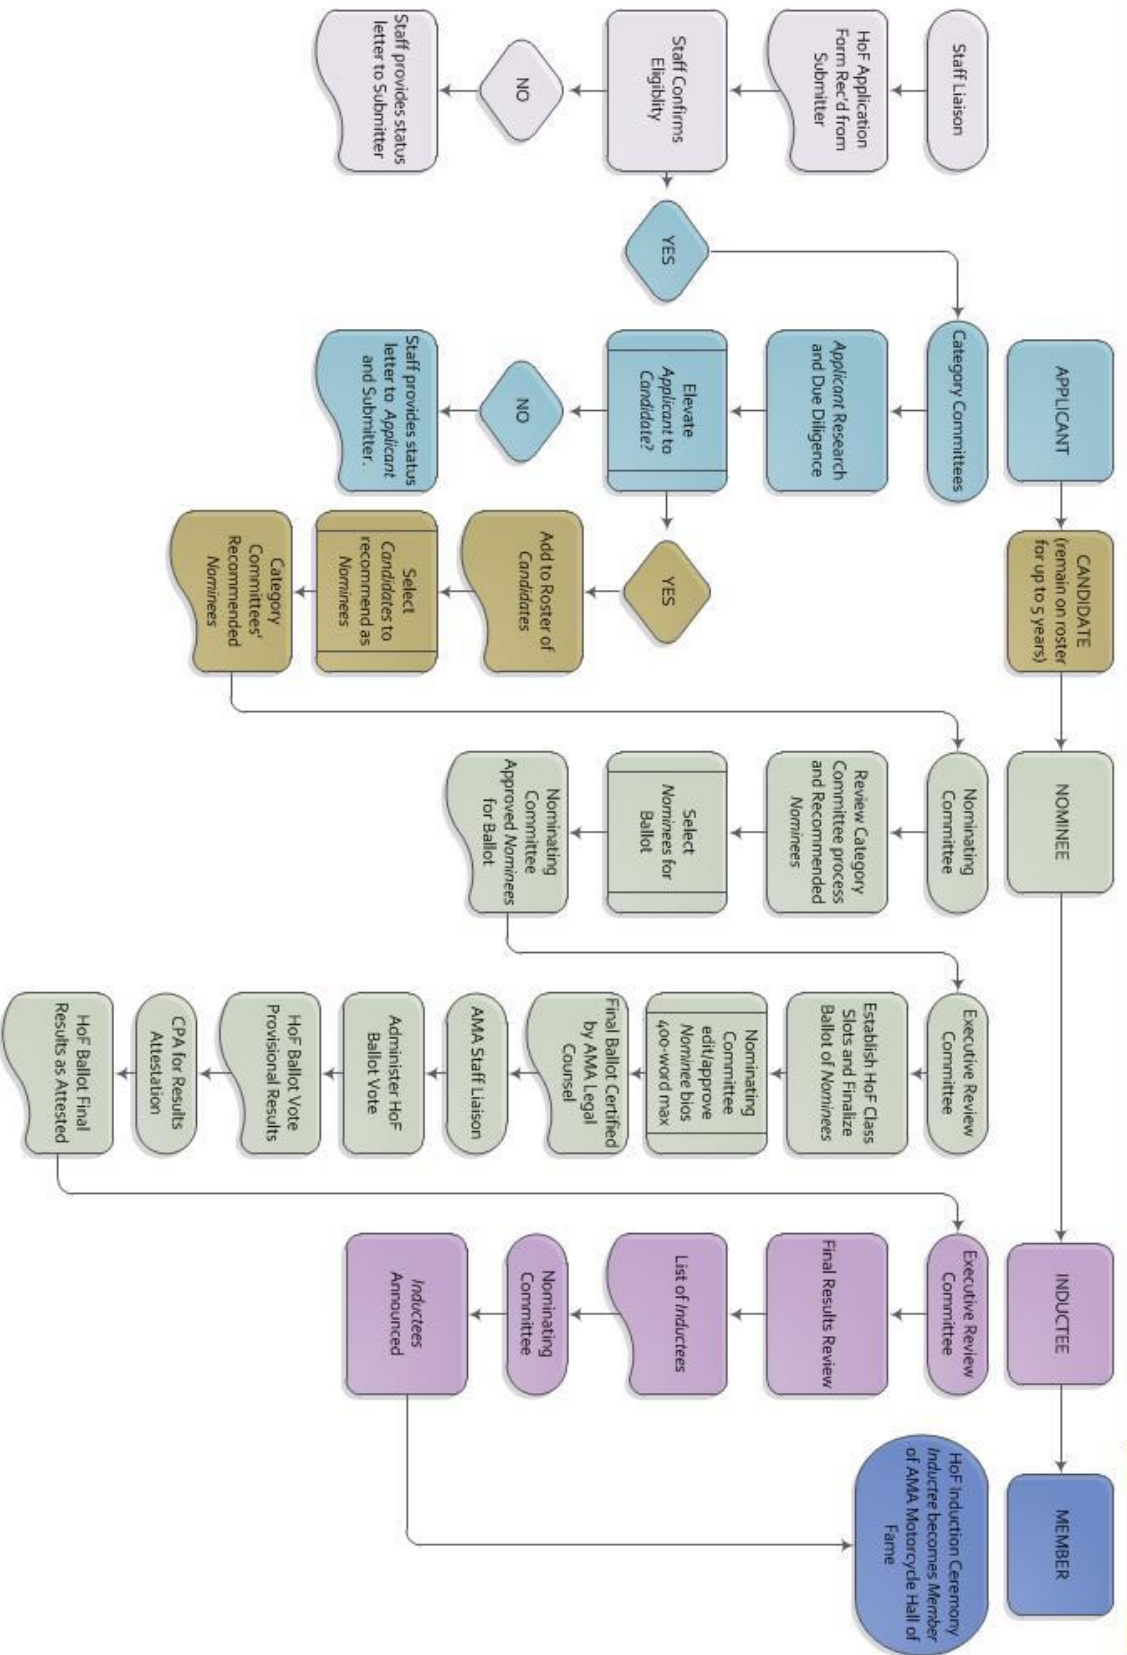 APPLICANT
CANDIDATE
(remain on roster
for up to 5 years)
NOMINEE
INDUCTEE
MEMBER
Staff Liaison
HoF Application
Form Rec'd from
Submitter
Staff Confirms
Eligiblity
NO
Staff provides status
letter to Submitter
YES
Category Committees
Applicant Research
and Due Diligence
Elevate
Applicant to
Candidate?
NO
Staff provides status
letter to Applicant
and Submitter.
YES
Add to Roster of
Candidates
Select
Candidates to
recommend as
Nominees
Category
Committees'
Recommended
Nominees
Nominating
Committee
Review Category
Committee process
and Recommended
Nominees
Select
Nominees for
Ballot
Nominating
Committee
Approved Nominees
for Ballot
Executive Review
Committee
Establish HoF Class
Slots and Finalize
Ballot of Nominees
Nominating
Committee
edit/approve
Nominee bios
400-word max
Final Ballot Certified
by AMA Legal
Counsel
AMA Staff Liaison
Administer HoF
Ballot Vote
HoF Ballot Vote
Provisional Results
CPA for Results
Attestation
HoF Ballot Final
Results as Attested
Executive Review
Committee
Final Results Review
List of Inductees
Nominating
Committee
Inductees
Announced
HoF Induction Ceremony
Inductee becomes Member
of AMA Motorcycle Hall of
Fame